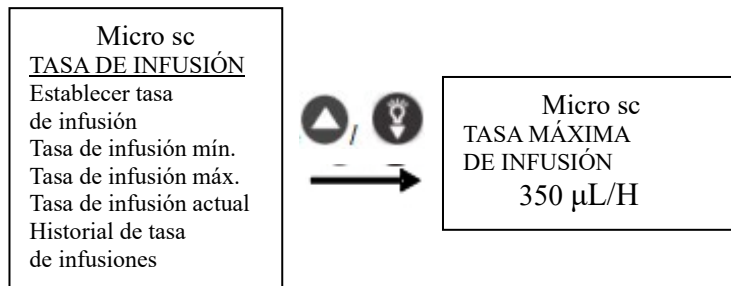 Micro sc
TASA DE INFUSIÓN
Establecer tasa
de infusión
Tasa de infusión mín.
Tasa de infusión máx.
Tasa de infusión actual
Historial de tasa
de infusiones
/
Micro sc
TASA MÁXIMA
DE INFUSIÓN
350 µL/H